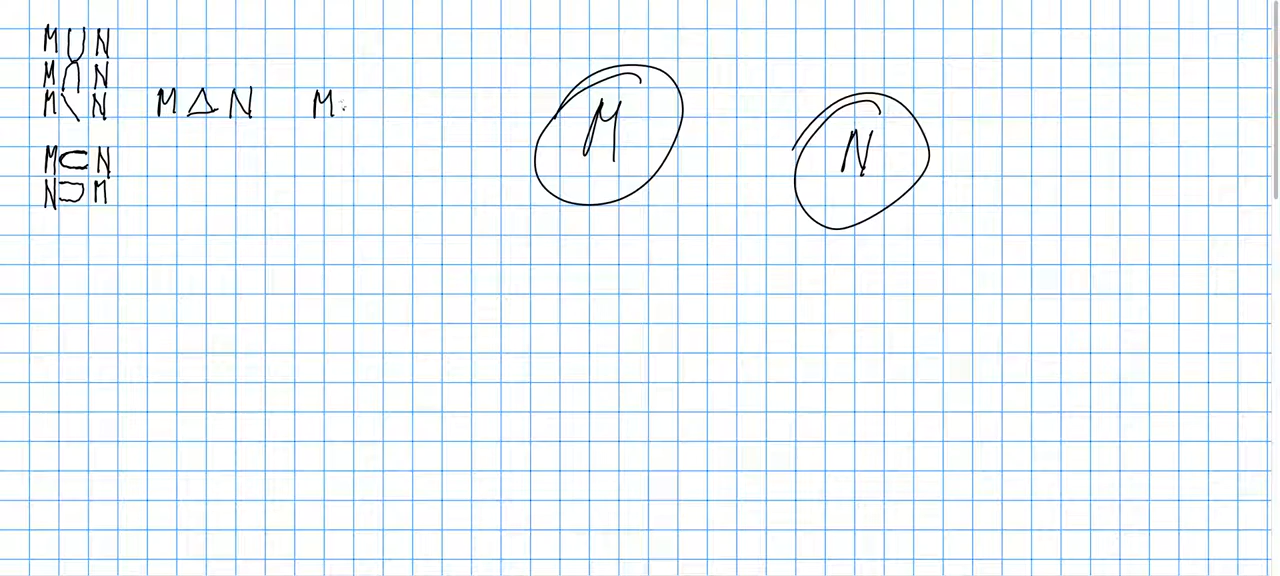 M ∪ N
M ∩ N
M \ N M △ N M
M ⊂ N
N ⊃ M
M
N